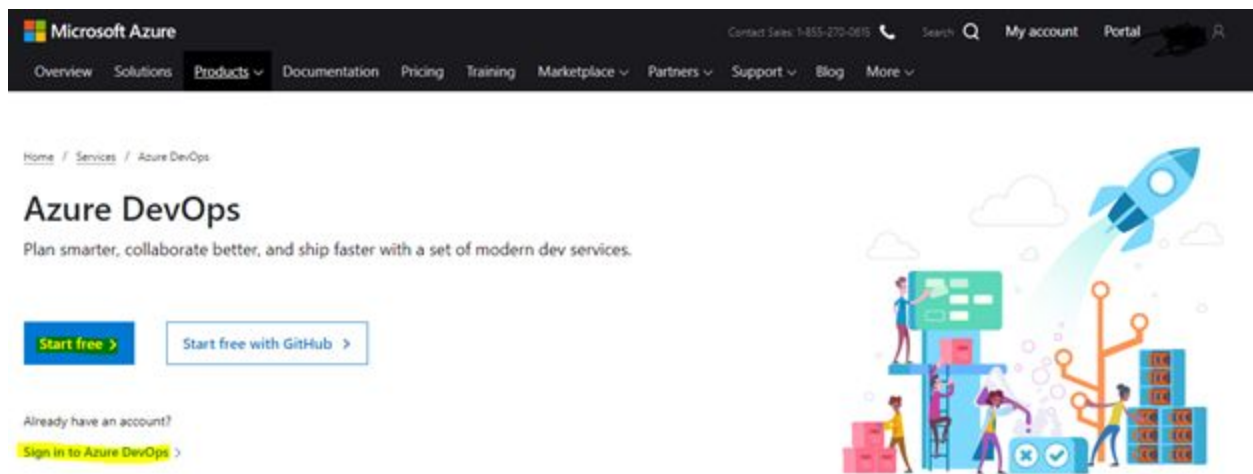 Microsoft Azure
Contact Sales: 1-855-270-0615 Search My account Portal
Overview Solutions Products Documentation Pricing Training Marketplace Partners Support Blog More
Home / Services / Azure DevOps
Azure DevOps
Plan smarter, collaborate better, and ship faster with a set of modern dev services.
Start free > Start free with GitHub >
Already have an account?
Sign in to Azure DevOps >